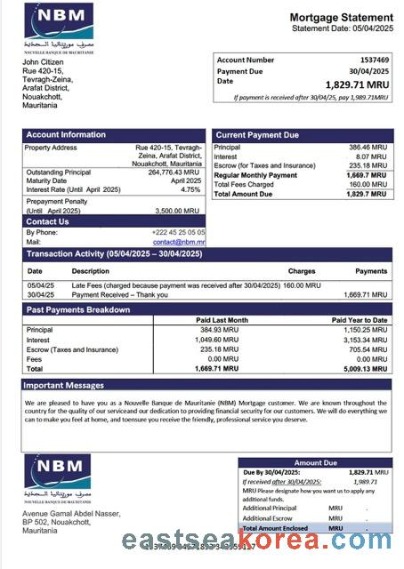 NBM
مصرف موريتانيا الجديدة
NOUVELLE BANQUE DE MAURITANIE
Mortgage Statement
Statement Date: 05/04/2025
John Citizen
Rue 420-15,
Tevragh-Zeina,
Arafat District,
Nouakchott,
Mauritania
Account Number 1537469
Payment Due 30/04/2025
Date
1,829.71 MRU
If payment is received after 30/04/25, pay 1,989.71MRU
Account Information
Property Address Rue 420-15, Tevragh-
Zeina, Arafat District,
Nouakchott, Mauritania
Outstanding Principal 264,776.43 MRU
Maturity Date April 2025
Interest Rate (Until April 2025) 4.75%
Prepayment Penalty
(Until April 2025) 3,500.00 MRU
Contact Us
By Phone: +222 45 25 05 05
Mail: contact@nbm.mr
Current Payment Due
Principal 386.46 MRU
Interest 8.07 MRU
Escrow (for Taxes and Insurance) 235.18 MRU
Regular Monthly Payment 1,669.7 MRU
Total Fees Charged 160.00 MRU
Total Amount Due 1,829.7 MRU
Transaction Activity (05/04/2025 – 30/04/2025)
Date Description Charges Payments
05/04/25 Late Fees (charged because payment was received after 30/04/2025) 160.00 MRU
30/04/25 Payment Received – Thank you 1,669.71 MRU
Past Payments Breakdown
Paid Last Month Paid Year to Date
Principal 384.93 MRU 1,150.25 MRU
Interest 1,049.60 MRU 3,153.34 MRU
Escrow (Taxes and Insurance) 235.18 MRU 705.54 MRU
Fees 0.00 MRU 0.00 MRU
Total 1,669.71 MRU 5,009.13 MRU
Important Messages
We are pleased to have you as a Nouvelle Banque de Mauritanie (NBM) Mortgage customer. We are known throughout
the country for the quality of our serviceand our dedication to providing financial security for our customers. We will do everything we
can to make you feel at home, and toensure you receive the friendly, professional service you deserve.
NBM
مصرف موريتانيا الجديدة
NOUVELLE BANQUE DE MAURITANIE
Avenue Gamal Abdel Nasser,
BP 502, Nouakchott,
Mauritania
Amount Due
Due By 30/04/2025: 1,829.71 MRU
If received after 30/04/2025: 1,989.71
MRU Please designate how you want us to apply any
additional funds.
Additional Principal MRU .
Additional Escrow MRU .
Total Amount Enclosed MRU .
eastseakorea.com